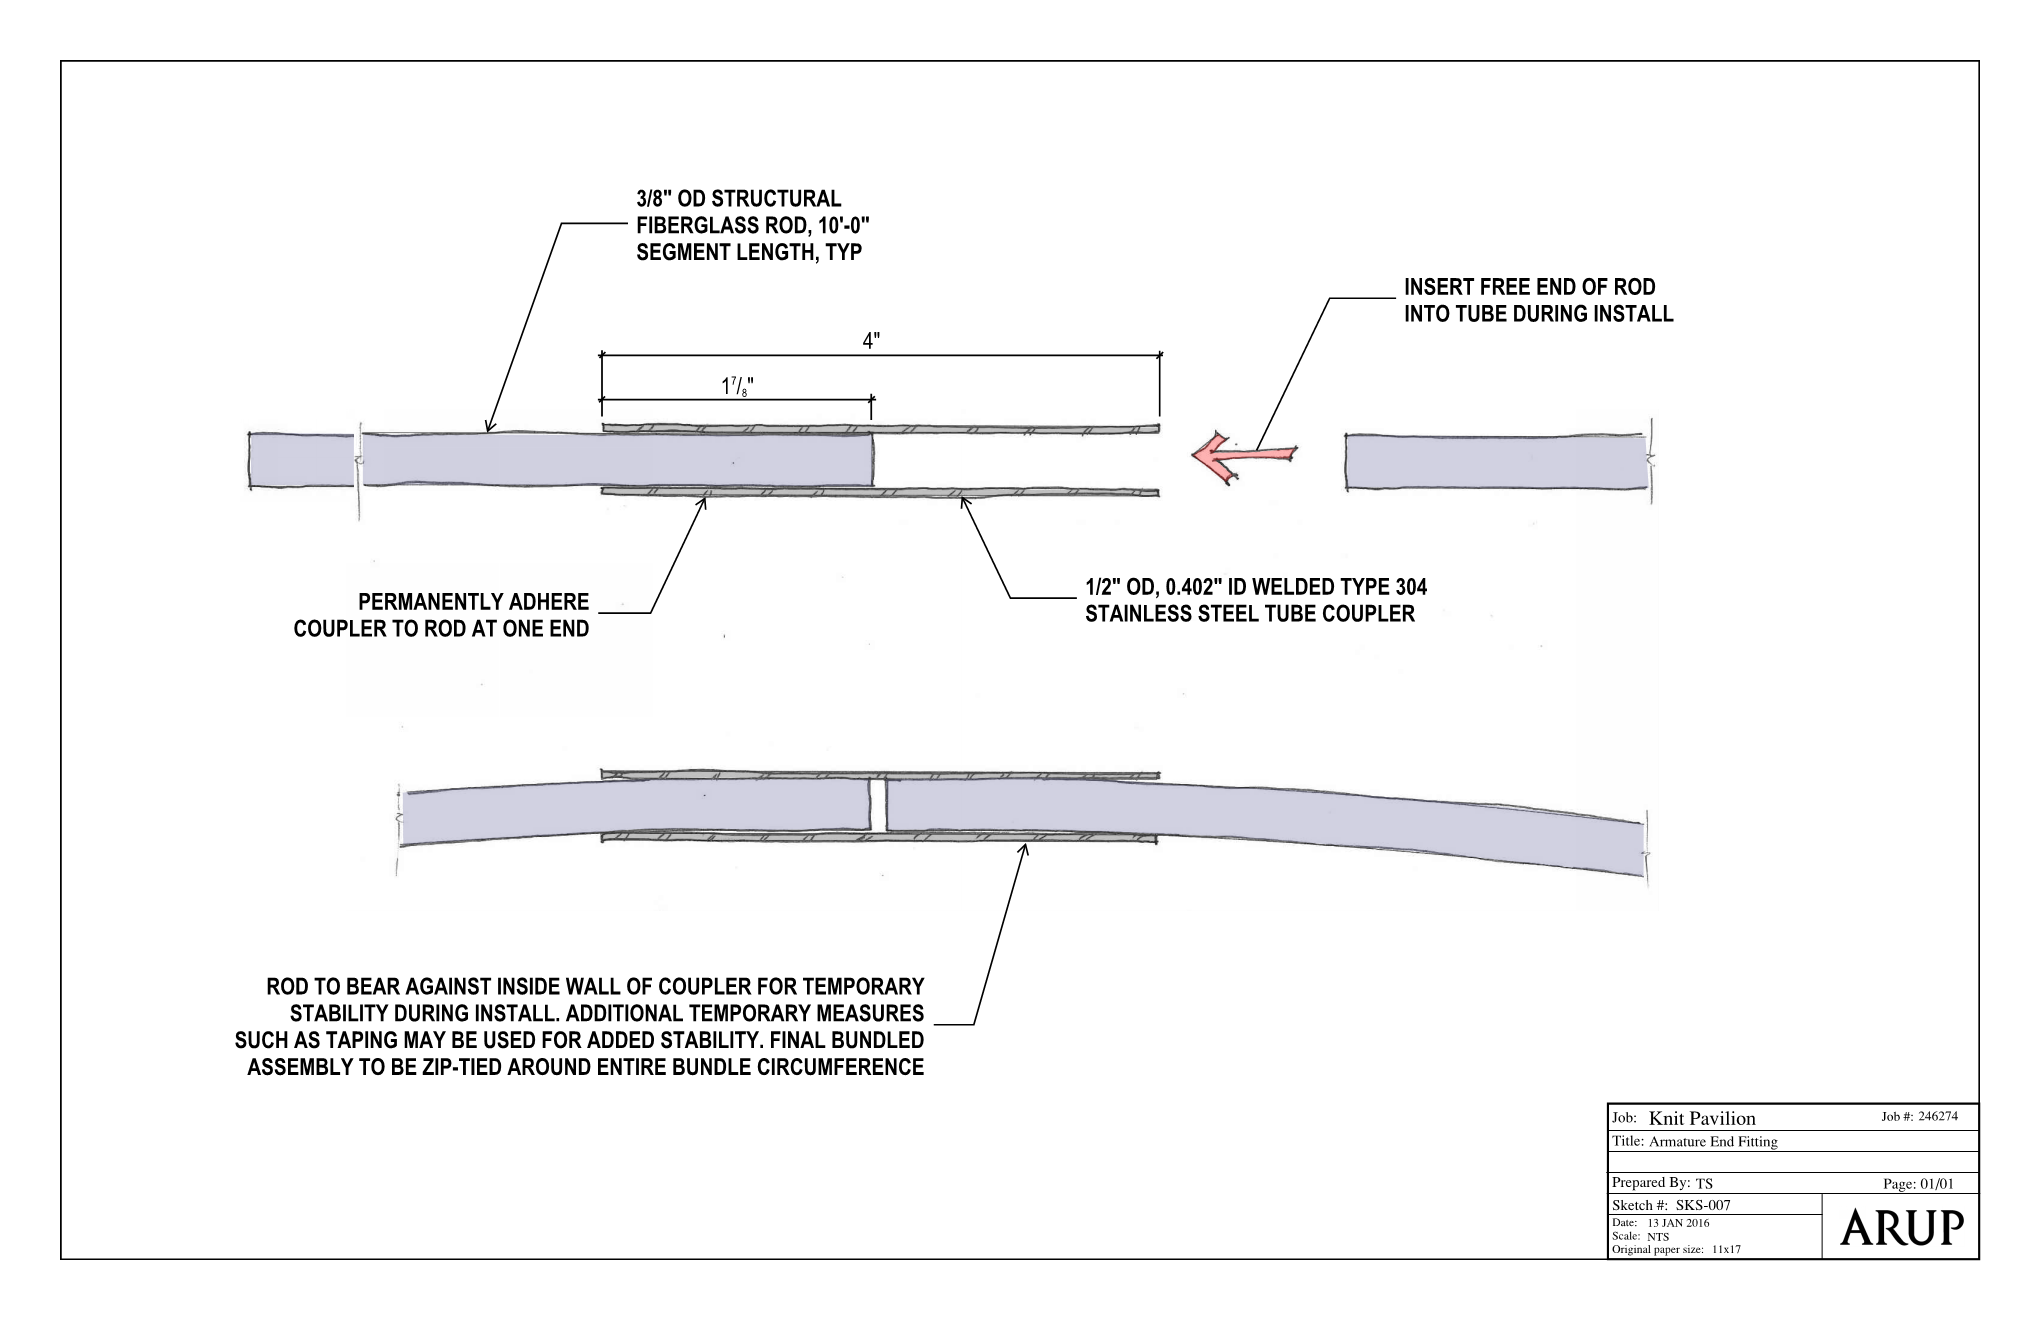 3/8" OD STRUCTURAL
FIBERGLASS ROD, 10'-0"
SEGMENT LENGTH, TYP
INSERT FREE END OF ROD
INTO TUBE DURING INSTALL
4"
1 7/8"
PERMANENTLY ADHERE
COUPLER TO ROD AT ONE END
1/2" OD, 0.402" ID WELDED TYPE 304
STAINLESS STEEL TUBE COUPLER
ROD TO BEAR AGAINST INSIDE WALL OF COUPLER FOR TEMPORARY
STABILITY DURING INSTALL. ADDITIONAL TEMPORARY MEASURES
SUCH AS TAPING MAY BE USED FOR ADDED STABILITY. FINAL BUNDLED
ASSEMBLY TO BE ZIP-TIED AROUND ENTIRE BUNDLE CIRCUMFERENCE
Job: Knit Pavilion Job #: 246274
Title: Armature End Fitting
Prepared By: TS Page: 01/01
Sketch #: SKS-007
Date: 13 JAN 2016
Scale: NTS
Original paper size: 11x17
ARUP